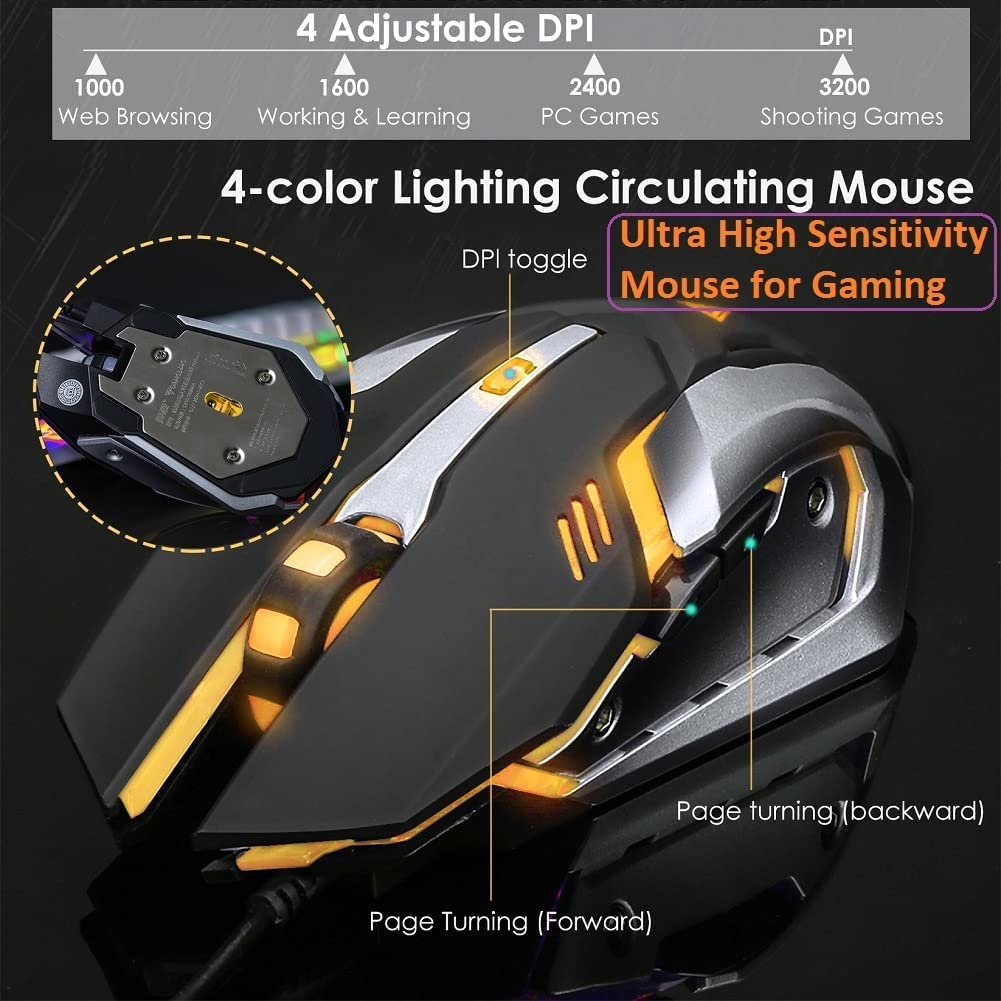 4 Adjustable DPI
DPI
1000
1600
2400
3200
Web Browsing
Working & Learning
PC Games
Shooting Games
4-color Lighting Circulating Mouse
Ultra High Sensitivity
Mouse for Gaming
DPI toggle
Page turning (backward)
Page Turning (Forward)